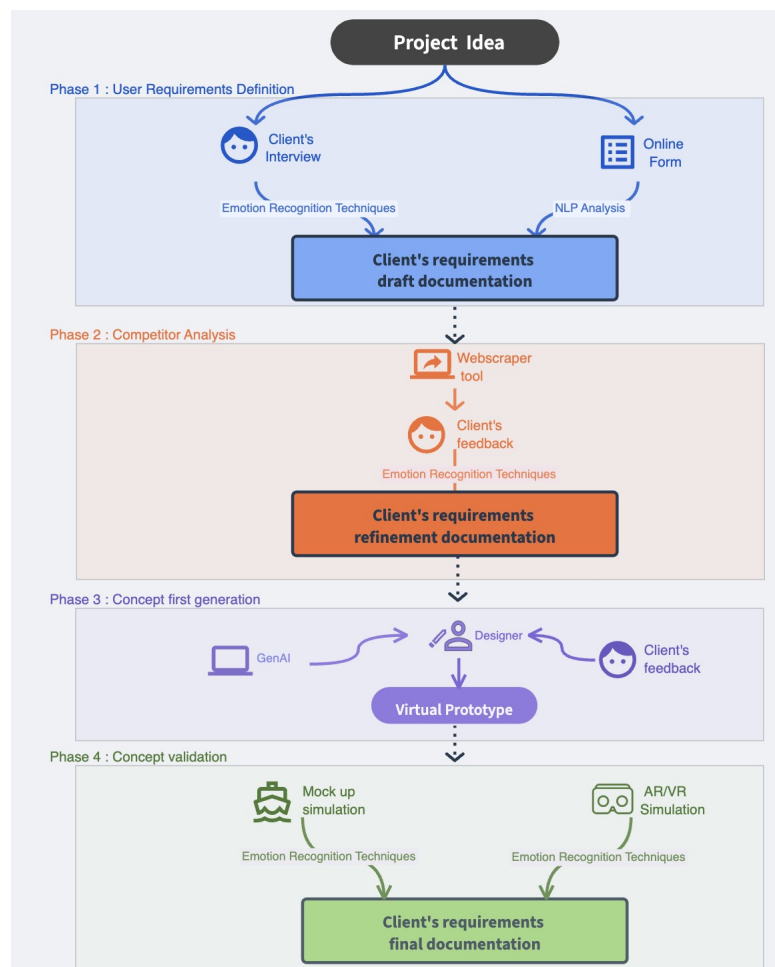 Project Idea
Phase 1 : User Requirements Definition
Client's
Interview
Online
Form
Emotion Recognition Techniques
NLP Analysis
Client's requirements
draft documentation
Phase 2 : Competitor Analysis
Webscraper
tool
Client's
feedback
Emotion Recognition Techniques
Client's requirements
refinement documentation
Phase 3 : Concept first generation
GenAI
Designer
Client's
feedback
Virtual Prototype
Phase 4 : Concept validation
Mock up
simulation
AR/VR
Simulation
Emotion Recognition Techniques
Emotion Recognition Techniques
Client's requirements
final documentation